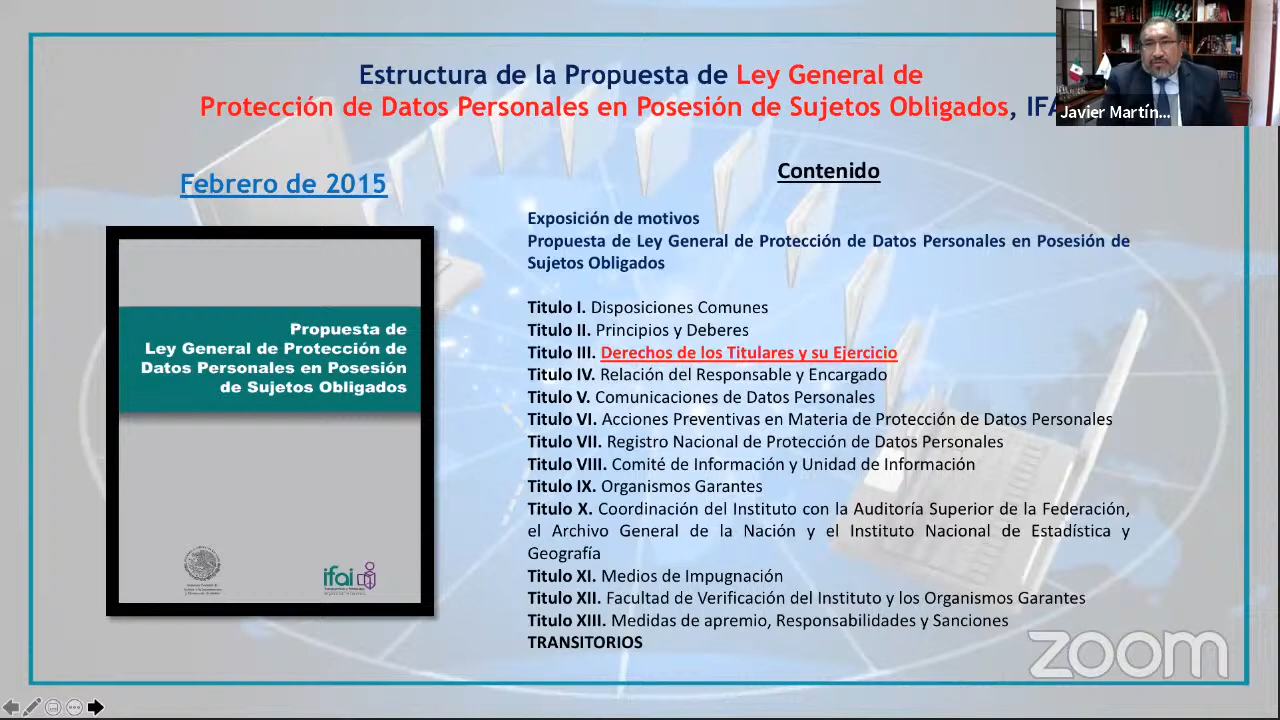 Estructura de la Propuesta de Ley General de
Protección de Datos Personales en Posesión de Sujetos Obligados, IFA
Javier Martín...
Febrero de 2015
Propuesta de
Ley General de Protección de
Datos Personales en Posesión
de Sujetos Obligados
ifai
Contenido
Exposición de motivos
Propuesta de Ley General de Protección de Datos Personales en Posesión de
Sujetos Obligados
Titulo I. Disposiciones Comunes
Titulo II. Principios y Deberes
Titulo III. Derechos de los Titulares y su Ejercicio
Titulo IV. Relación del Responsable y Encargado
Titulo V. Comunicaciones de Datos Personales
Titulo VI. Acciones Preventivas en Materia de Protección de Datos Personales
Titulo VII. Registro Nacional de Protección de Datos Personales
Titulo VIII. Comité de Información y Unidad de Información
Titulo IX. Organismos Garantes
Titulo X. Coordinación del Instituto con la Auditoría Superior de la Federación,
el Archivo General de la Nación y el Instituto Nacional de Estadística y
Geografía
Titulo XI. Medios de Impugnación
Titulo XII. Facultad de Verificación del Instituto y los Organismos Garantes
Titulo XIII. Medidas de apremio, Responsabilidades y Sanciones
TRANSITORIOS
zoom